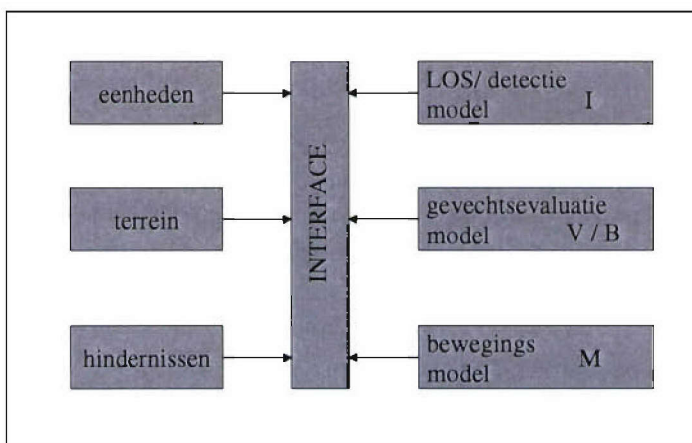 eenheden
terrein
hindernissen
INTERFACE
LOS/ detectie
model I
gevechtsevaluatie
model V / B
bewegings
model M